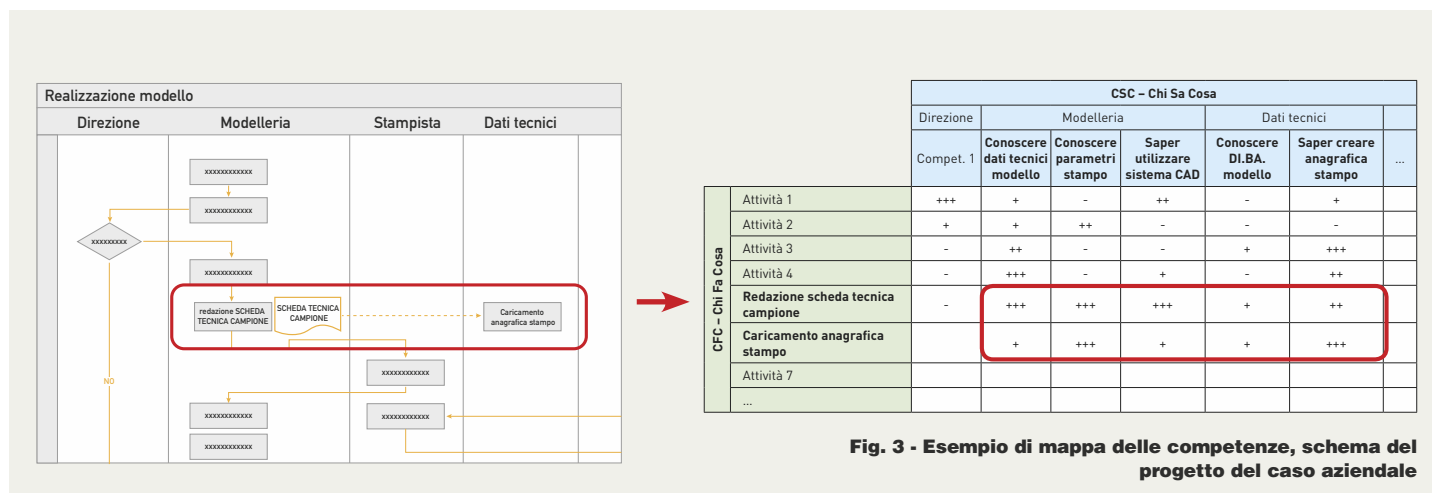 Realizzazione modello
Direzione Modelleria Stampista Dati tecnici
xxxxxxxxxxxx
xxxxxxxxxxxx
xxxxxxxxx
xxxxxxxxxxxx
redazione SCHEDA
TECNICA CAMPIONE
SCHEDA TECNICA
CAMPIONE
Caricamento
anagrafica stampo
xxxxxxxxxxxx
NO
xxxxxxxxxxxx
xxxxxxxxxxxx
xxxxxxxxxxxx
CSC – Chi Sa Cosa
Direzione Modelleria Dati tecnici
Compet. 1
Conoscere
dati tecnici
modello
Conoscere
parametri
stampo
Saper
utilizzare
sistema CAD
Conoscere
DI.BA.
modello
Saper creare
anagrafica
stampo
...
CFC – Chi Fa Cosa
Attività 1 +++ + - ++ - +
Attività 2 + + ++ - - -
Attività 3 - ++ - - + +++
Attività 4 - +++ - + - ++
Redazione scheda tecnica
campione
- +++ +++ +++ + ++
Caricamento anagrafica
stampo
+ +++ + + +++
Attività 7
...
Fig. 3 - Esempio di mappa delle competenze, schema del
progetto del caso aziendale